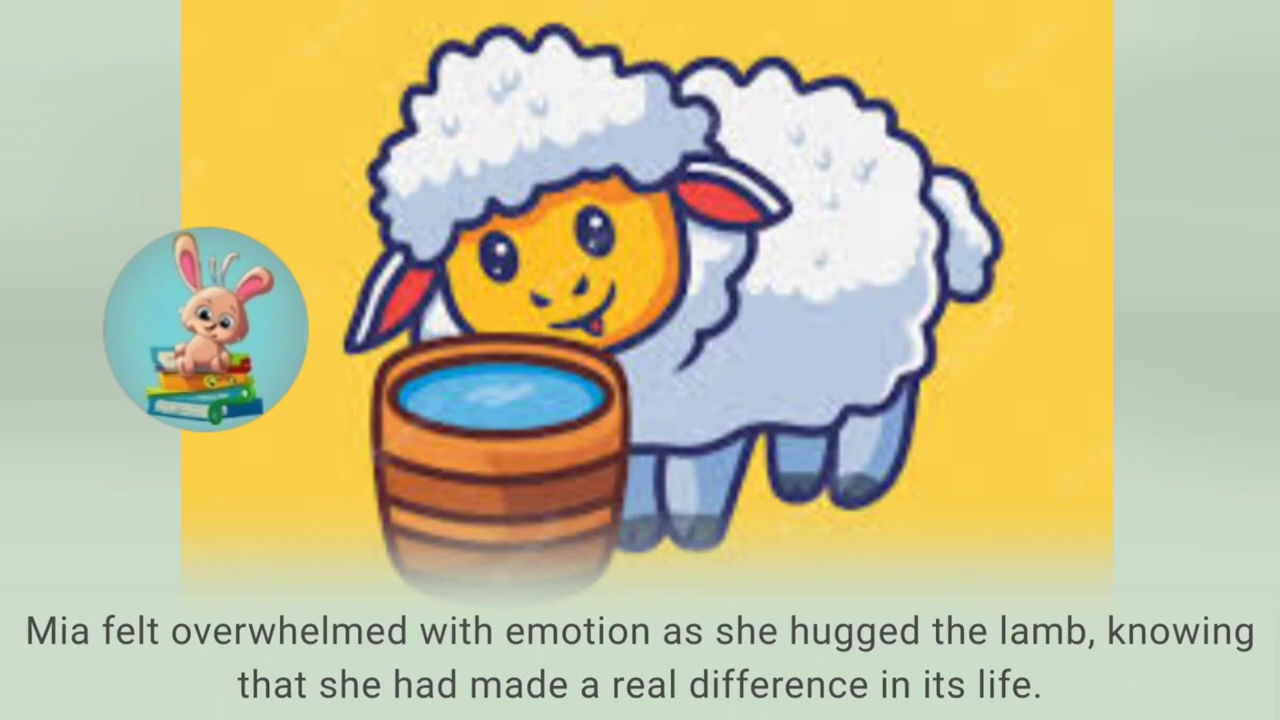 Mia felt overwhelmed with emotion as she hugged the lamb, knowing
that she had made a real difference in its life.